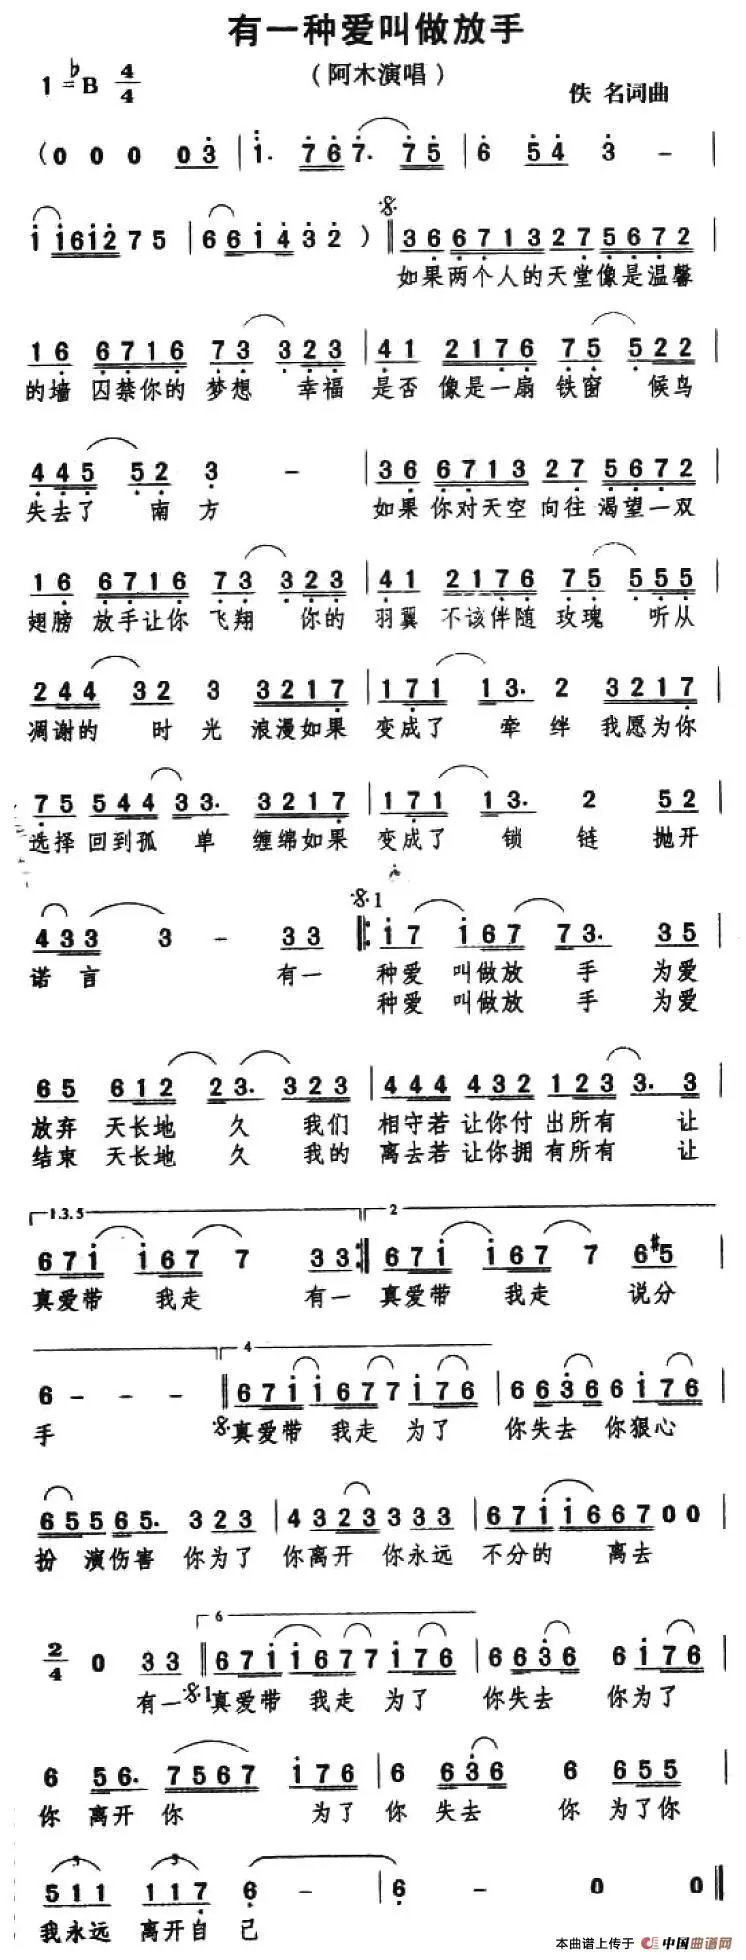 有一种爱叫做放手
（阿木演唱）
1=♭B 4/4
佚 名词曲
(0 0 0 0 3 | 1. 7 6 7. 7 5 | 6 5 4 3 - |
1 1 6 1 2 7 5 | 6 6 1 4 3 2 ) 3 6 6 7 1 3 2 7 5 6 7 2 |
如果两个人的天堂像是温馨
1 6 6 7 1 6 7 3 3 2 3 | 4 1 2 1 7 6 7 5 5 2 2 |
的墙 囚禁你的 梦想 幸福 是否 像是一扇 铁窗 候鸟
4 4 5 5 2 3 - | 3 6 6 7 1 3 2 7 5 6 7 2 |
失去了 南方 如果 你对天空 向往 渴望一双
1 6 6 7 1 6 7 3 3 2 3 | 4 1 2 1 7 6 7 5 5 5 5 |
翅膀 放手让你 飞翔 你的 羽翼 不该伴随 玫瑰 听从
2 4 4 3 2 3 3 2 1 7 | 1 7 1 1 3. 2 3 2 1 7 |
凋谢的 时光 浪漫如果 变成了 牵绊 我愿为你
7 5 5 4 4 3 3. 3 2 1 7 | 1 7 1 1 3. 2 5 2 |
选择 回到孤 单 缠绵如果 变成了 锁 链 抛开
4 3 3 3 - 3 3 1 7 1 6 7 7 3. 3 5 |
诺言 有一 种爱 叫做放 手 为爱
种爱 叫做放 手 为爱
6 5 6 1 2 2 3. 3 2 3 | 4 4 4 4 3 2 1 2 3 3. 3 |
放弃 天长地 久 我们 相守若 让你付 出所有 让
结束 天长地 久 我的 离去若 让你拥 有所有 让
1.3.5 2
6 7 1 1 6 7 7 3 3 6 7 1 1 6 7 7 6 #5 |
真爱带 我走 有一 真爱带 我走 说分
4
6 - - - 6 7 1 1 6 7 7 1 7 6 | 6 6 3 6 6 1 7 6 |
手 真爱带 我走 为了 你失去 你狠心
6 5 5 6 5. 3 2 3 | 4 3 2 3 3 3 3 | 6 7 1 1 6 6 7 0 0 |
扮 演伤害 你为了 你离开 你永远 不分的 离去
6
2/4 0 3 3 6 7 1 1 6 7 7 1 7 6 | 6 6 3 6 6 1 7 6 |
有一 真爱带 我走 为了 你失去 你为了
6 5 6. 7 5 6 7 1 7 6 | 6 6 3 6 6 6 5 5 |
你 离开 你 为了 你 失去 你 为了你
5 1 1 1 1 7 6 - | 6 - 0 0 ‖
我永远 离开自己
本曲谱上传于 中国曲谱网